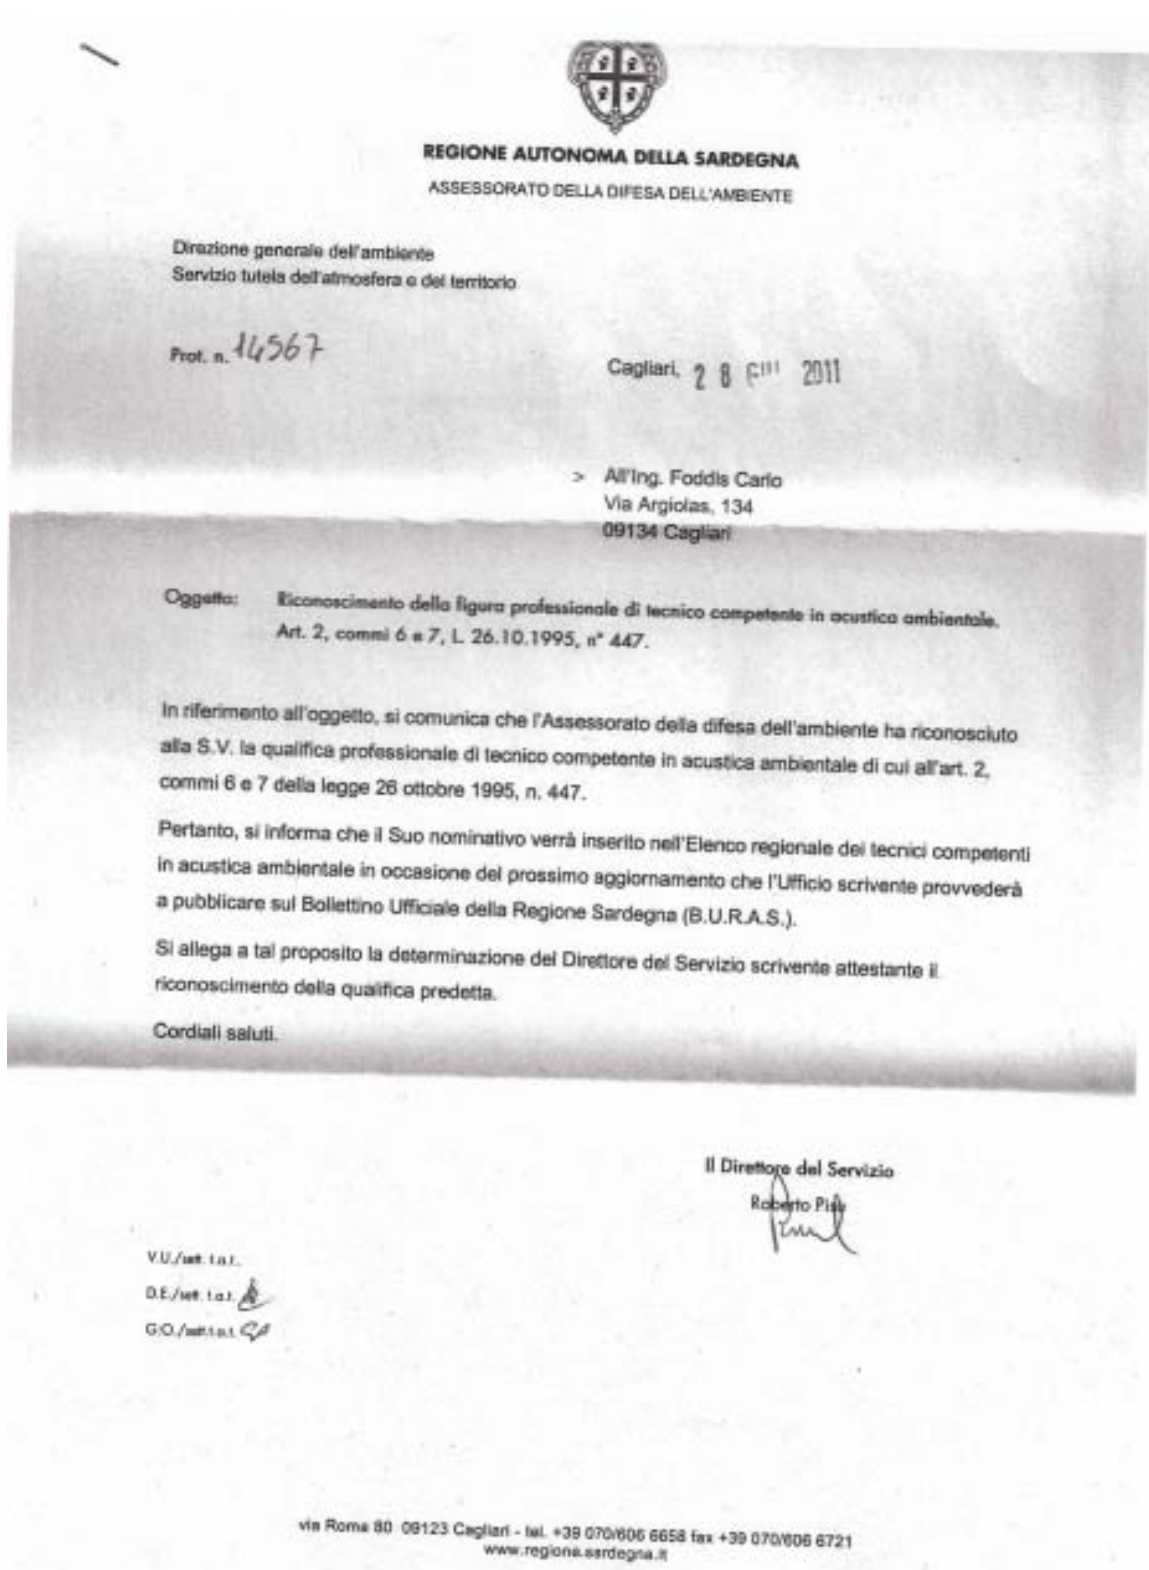 REGIONE AUTONOMA DELLA SARDEGNA
ASSESSORATO DELLA DIFESA DELL'AMBIENTE
Direzione generale dell'ambiente
Servizio tutela dell'atmosfera e del territorio
Prot. n. 14567
Cagliari, 28 GIU 2011
> All'Ing. Foddis Carlo
Via Argiolas, 134
09134 Cagliari
Oggetto: Riconoscimento della figura professionale di tecnico competente in acustica ambientale.
Art. 2, commi 6 e 7, L. 26.10.1995, n° 447.
In riferimento all'oggetto, si comunica che l'Assessorato della difesa dell'ambiente ha riconosciuto
alla S.V. la qualifica professionale di tecnico competente in acustica ambientale di cui all'art. 2,
commi 6 e 7 della legge 26 ottobre 1995, n. 447.
Pertanto, si informa che il Suo nominativo verrà inserito nell'Elenco regionale dei tecnici competenti
in acustica ambientale in occasione del prossimo aggiornamento che l'Ufficio scrivente provvederà
a pubblicare sul Bollettino Ufficiale della Regione Sardegna (B.U.R.A.S.).
Si allega a tal proposito la determinazione del Direttore del Servizio scrivente attestante il
riconoscimento della qualifica predetta.
Cordiali saluti.
Il Direttore del Servizio
Roberto
V.U./sett. t.a.t.
D.E./sett. t.a.t.
G.O./sett. t.a.t.
via Roma 80 09123 Cagliari - tel. +39 070/606 6658 fax +39 070/606 6721
www.regione.sardegna.it